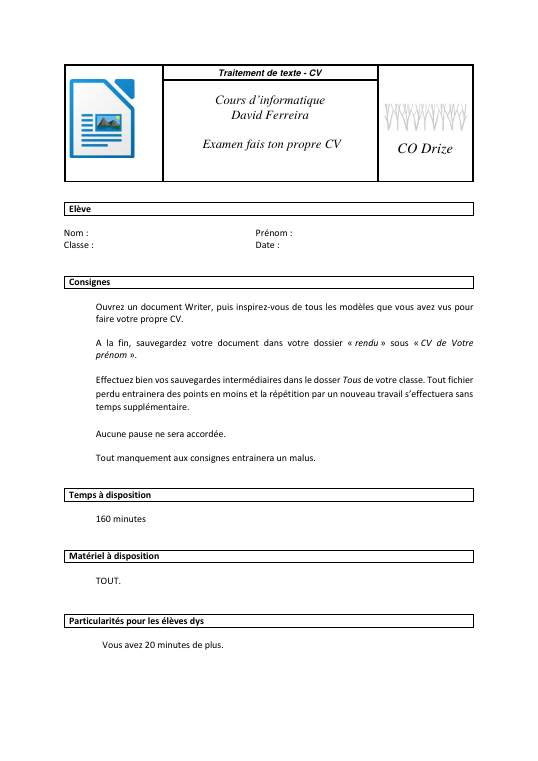 Traitement de texte - CV
Cours d'informatique
David Ferreira
Examen fais ton propre CV
CO Drize
Elève
Nom : Prénom :
Classe : Date :
Consignes
Ouvrez un document Writer, puis inspirez-vous de tous les modèles que vous avez vus pour
faire votre propre CV.
A la fin, sauvegardez votre document dans votre dossier « rendu » sous « CV de Votre
prénom ».
Effectuez bien vos sauvegardes intermédiaires dans le dosser Tous de votre classe. Tout fichier
perdu entrainera des points en moins et la répétition par un nouveau travail s'effectuera sans
temps supplémentaire.
Aucune pause ne sera accordée.
Tout manquement aux consignes entrainera un malus.
Temps à disposition
160 minutes
Matériel à disposition
TOUT.
Particularités pour les élèves dys
Vous avez 20 minutes de plus.